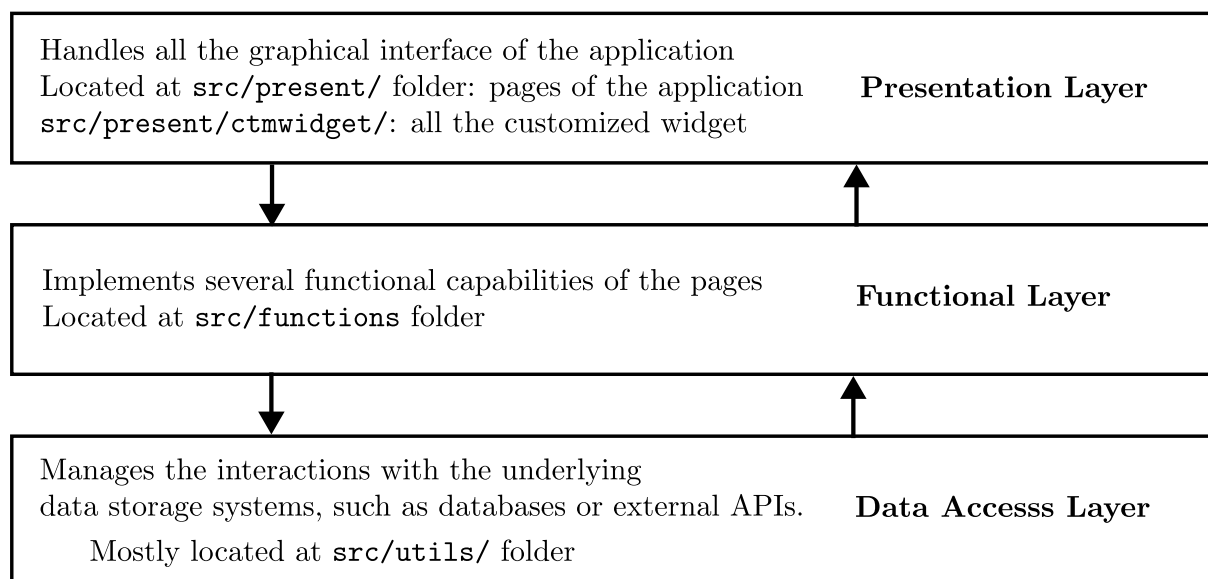 Handles all the graphical interface of the application
Located at src/present/ folder: pages of the application
src/present/ctmwidget/: all the customized widget
Presentation Layer
Implements several functional capabilities of the pages
Located at src/functions folder
Functional Layer
Manages the interactions with the underlying
data storage systems, such as databases or external APIs.
Mostly located at src/utils/ folder
Data Accesss Layer